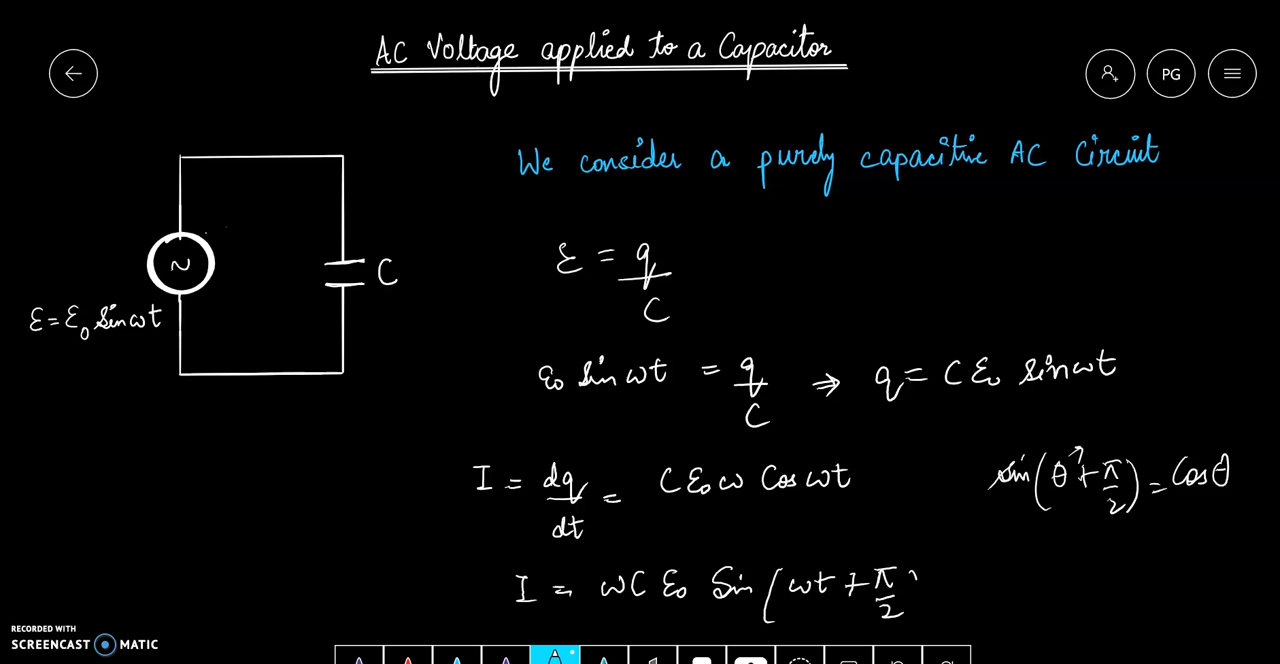 AC Voltage applied to a Capacitor
PG
We consider a purely capacitive AC Circuit
~
C
ε = ε₀ sin ωt
ε = q/C
ε₀ sin ωt = q/C ⇒ q = C ε₀ sin ωt
I = dq/dt = C ε₀ ω Cos ωt
sin(θ + π/2) = Cos θ
I = ωC ε₀ Sin(ωt + π/2
RECORDED WITH
SCREENCAST MATIC